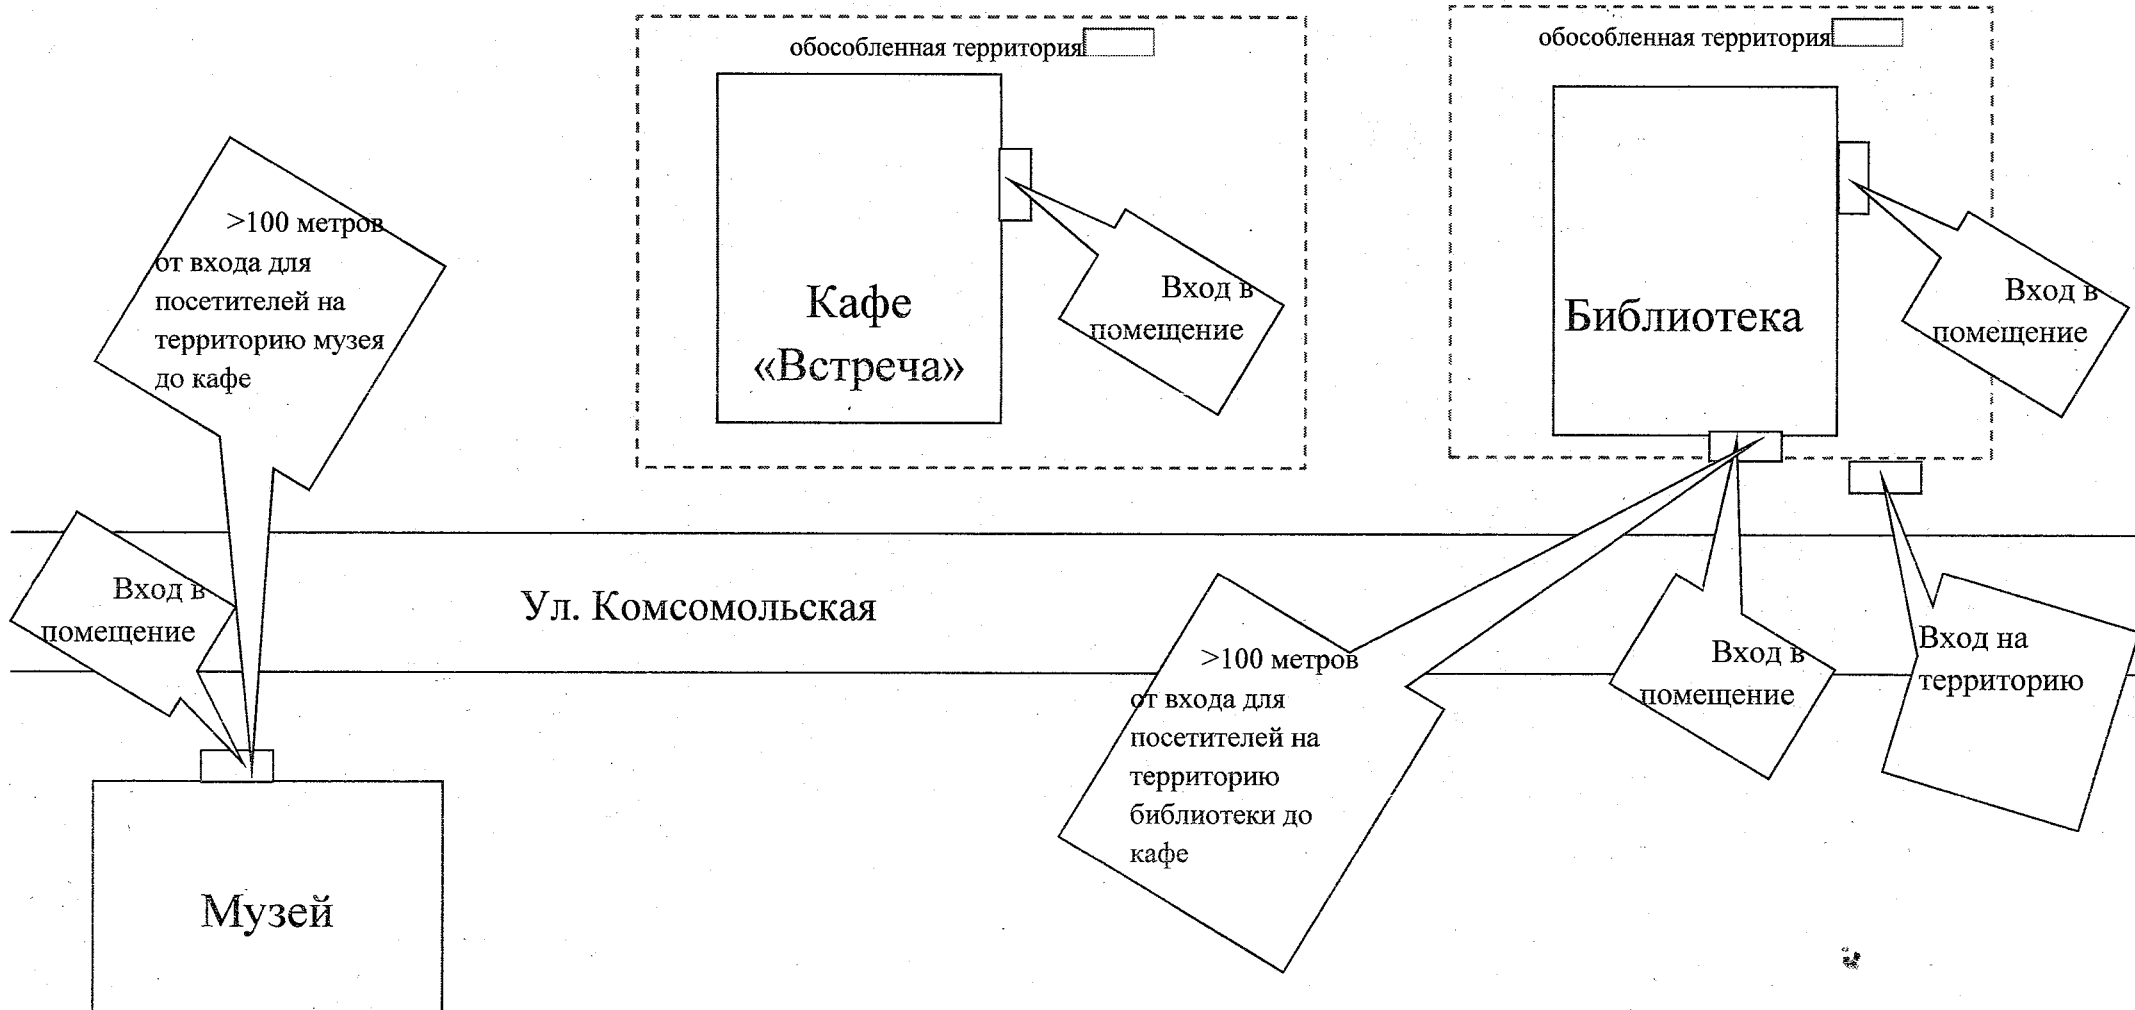 обособленная территория
обособленная территория
>100 метров
от входа для
посетителей на
территорию музея
до кафе
Кафе
«Встреча»
Вход в
помещение
Библиотека
Вход в
помещение
Вход в
помещение
Ул. Комсомольская
>100 метров
от входа для
посетителей на
территорию
библиотеки до
кафе
Вход в
помещение
Вход на
территорию
Музей